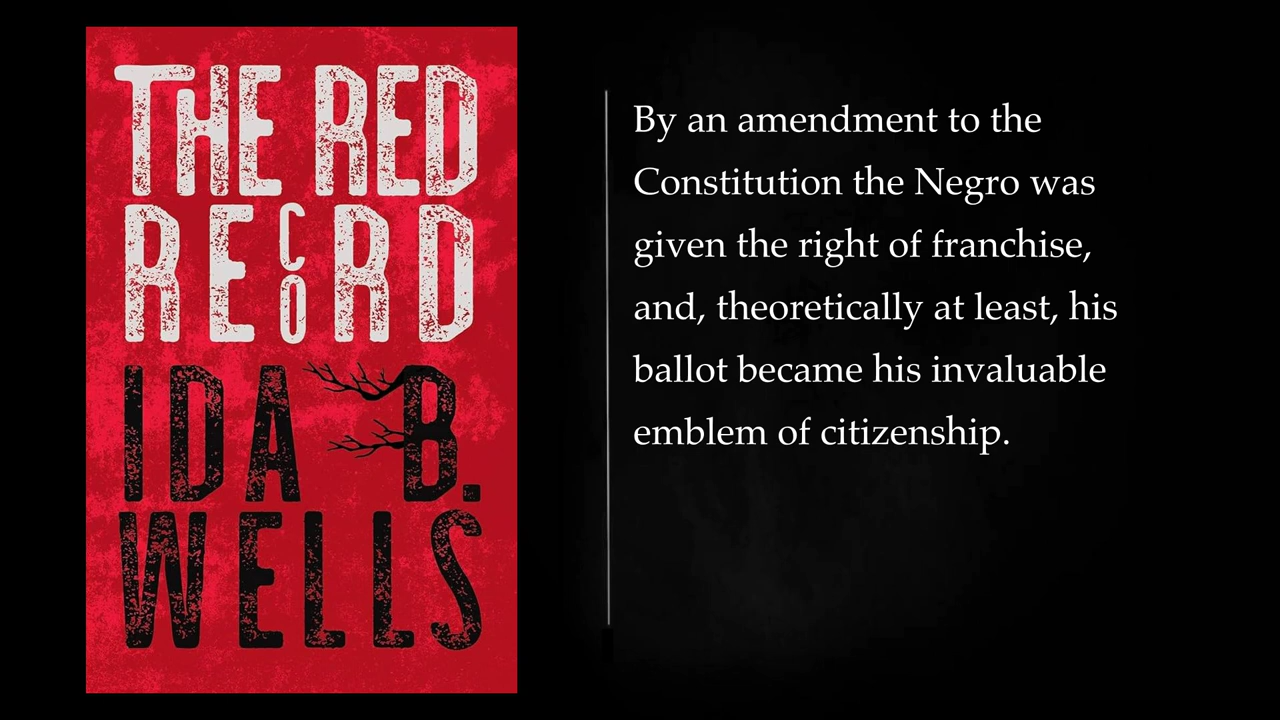 THE RED
RECORD
IDA B.
WELLS
By an amendment to the
Constitution the Negro was
given the right of franchise,
and, theoretically at least, his
ballot became his invaluable
emblem of citizenship.